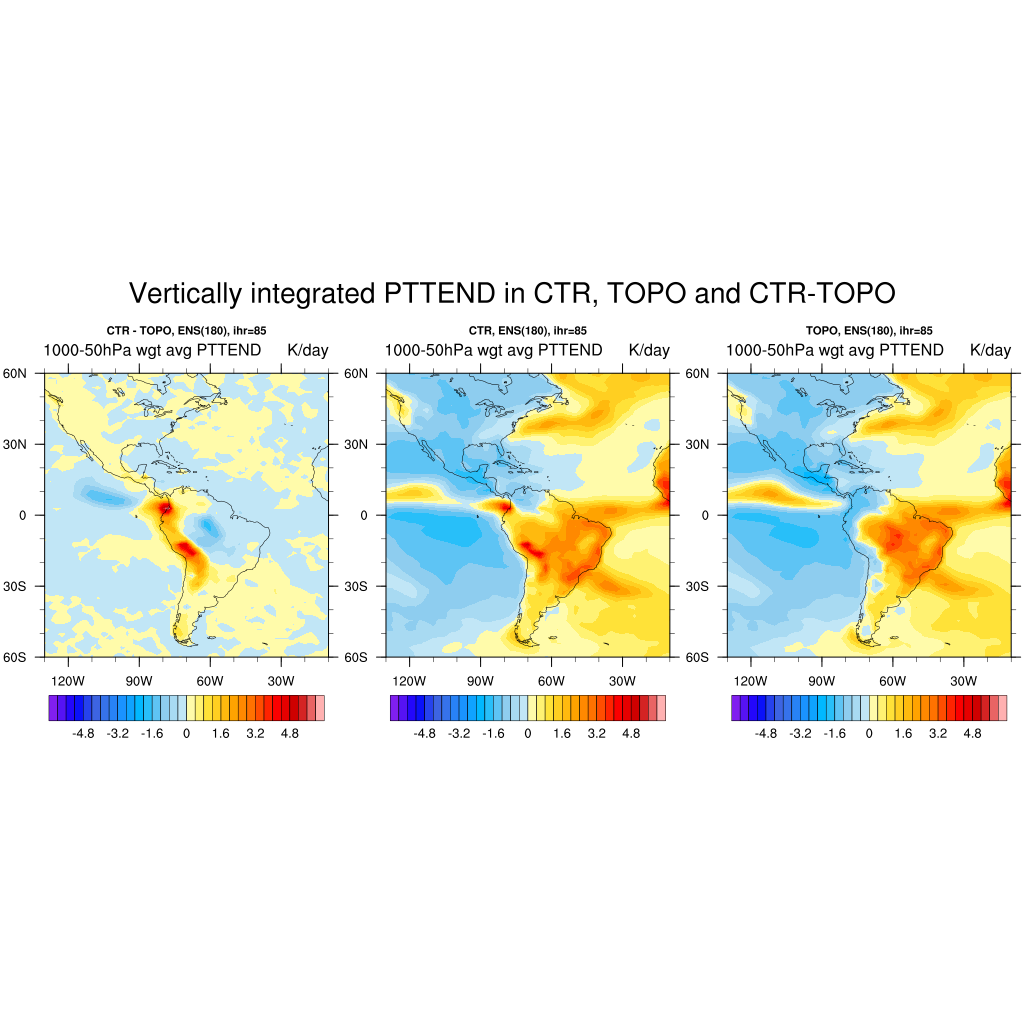 Vertically integrated PTTEND in CTR, TOPO and CTR-TOPO
CTR - TOPO, ENS(180), ihr=85
1000-50hPa wgt avg PTTEND K/day
60N
30N
0
30S
60S
120W 90W 60W 30W
-4.8 -3.2 -1.6 0 1.6 3.2 4.8
CTR, ENS(180), ihr=85
1000-50hPa wgt avg PTTEND K/day
60N
30N
0
30S
60S
120W 90W 60W 30W
-4.8 -3.2 -1.6 0 1.6 3.2 4.8
TOPO, ENS(180), ihr=85
1000-50hPa wgt avg PTTEND K/day
60N
30N
0
30S
60S
120W 90W 60W 30W
-4.8 -3.2 -1.6 0 1.6 3.2 4.8